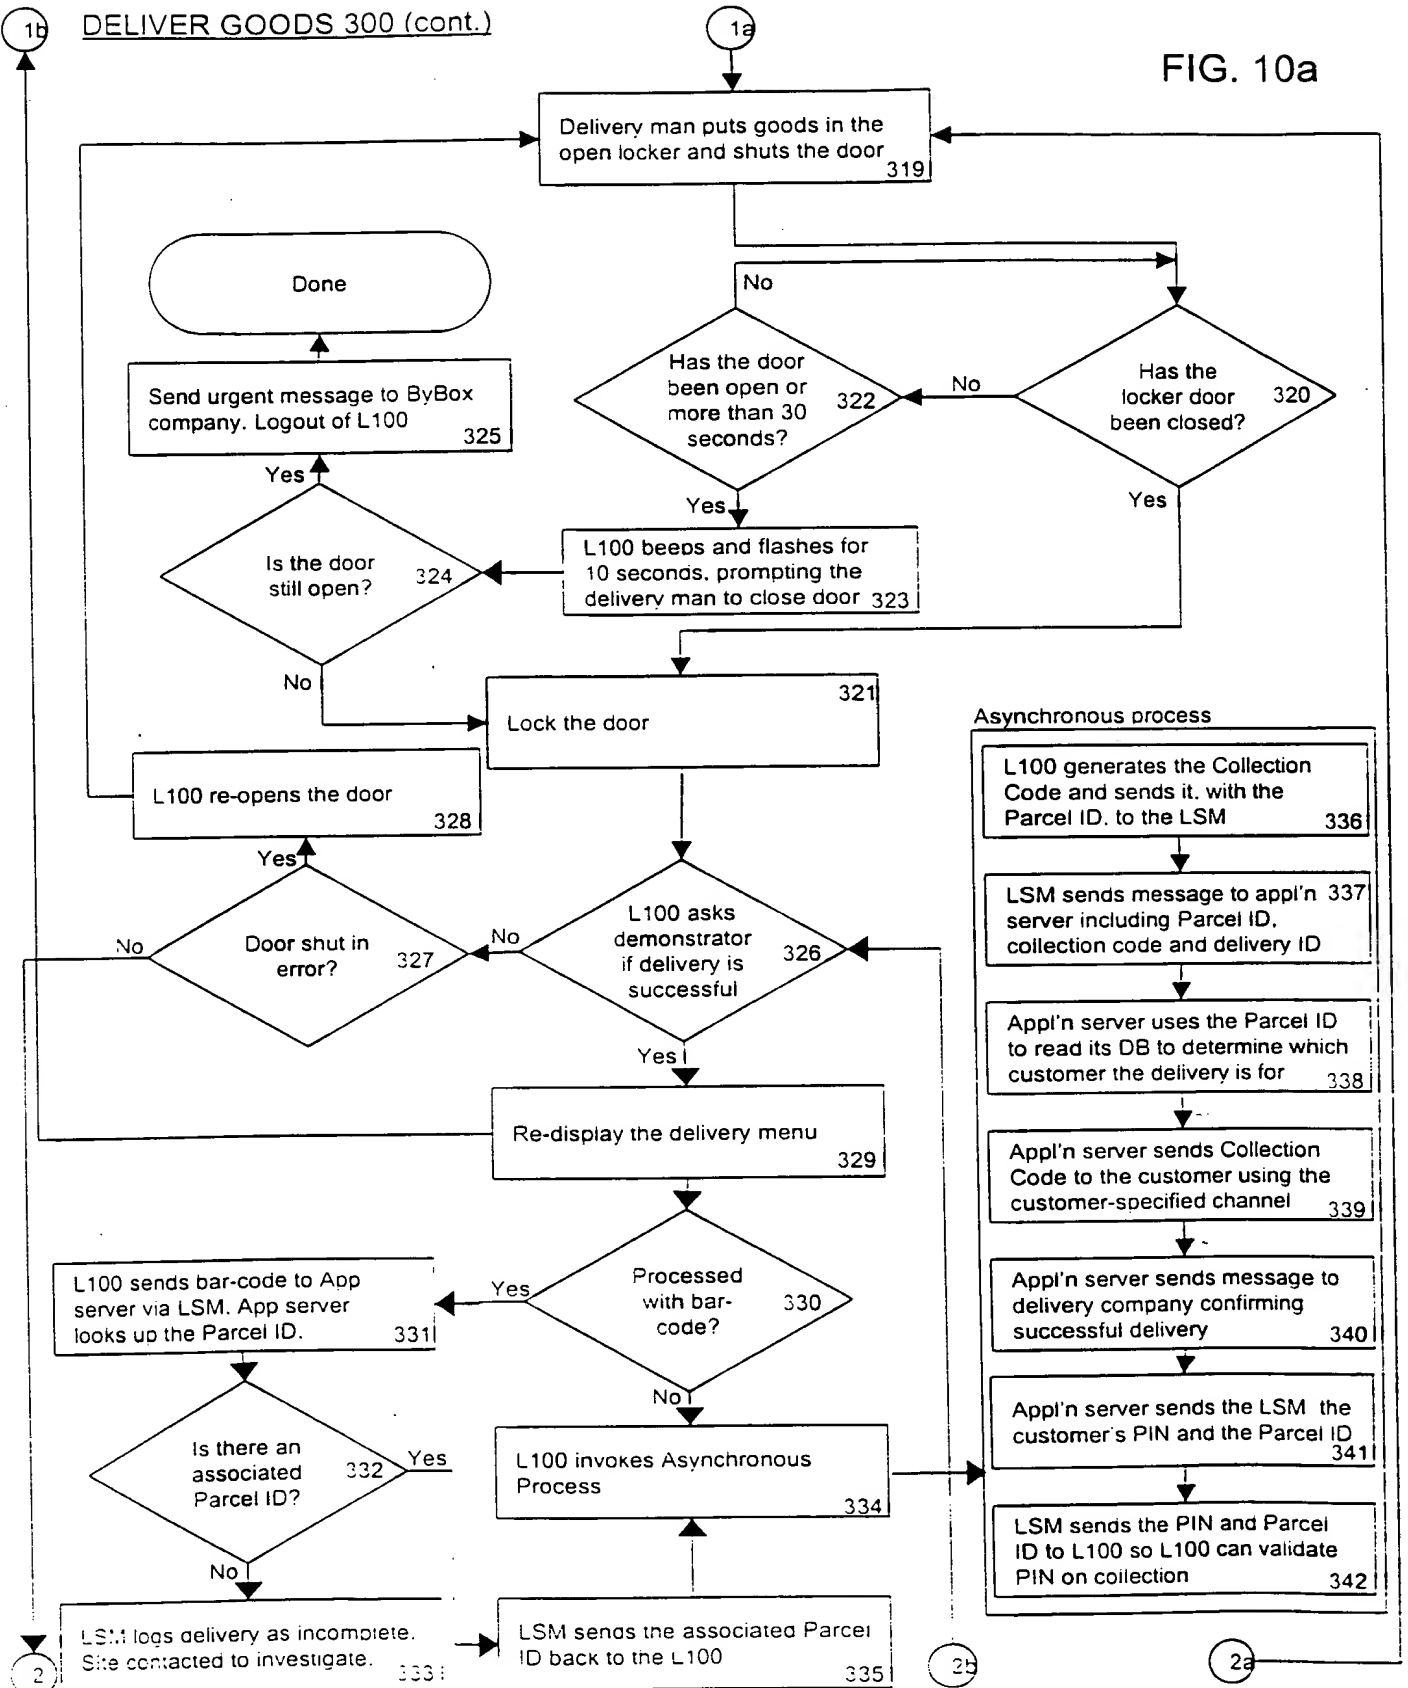 1b
DELIVER GOODS 300 (cont.)
1a
FIG. 10a
Delivery man puts goods in the
open locker and shuts the door
319
Done
No
Has the door
been open or
more than 30
seconds?
322
No
Has the
locker door
been closed?
320
Send urgent message to ByBox
company. Logout of L100
325
Yes
Yes
Yes
Is the door
still open?
324
L100 beeps and flashes for
10 seconds, prompting the
delivery man to close door
323
No
321
Lock the door
Asynchronous process
L100 generates the Collection
Code and sends it, with the
Parcel ID, to the LSM
336
L100 re-opens the door
328
Yes
LSM sends message to appl'n
337
server including Parcel ID,
collection code and delivery ID
No
Door shut in
error?
327
No
L100 asks
demonstrator
if delivery is
successful
326
Yes
Appl'n server uses the Parcel ID
to read its DB to determine which
customer the delivery is for
338
Re-display the delivery menu
329
Appl'n server sends Collection
Code to the customer using the
customer-specified channel
339
L100 sends bar-code to App
server via LSM. App server
looks up the Parcel ID.
331
Yes
Processed
with bar-
code?
330
Appl'n server sends message to
delivery company confirming
successful delivery
340
No
Is there an
associated
Parcel ID?
332
Yes
L100 invokes Asynchronous
Process
334
Appl'n server sends the LSM the
customer's PIN and the Parcel ID
341
LSM sends the PIN and Parcel
ID to L100 so L100 can validate
PIN on collection
342
No
LSM logs delivery as incomplete.
Site contacted to investigate.
333
LSM sends the associated Parcel
ID back to the L100
335
2
2b
2a